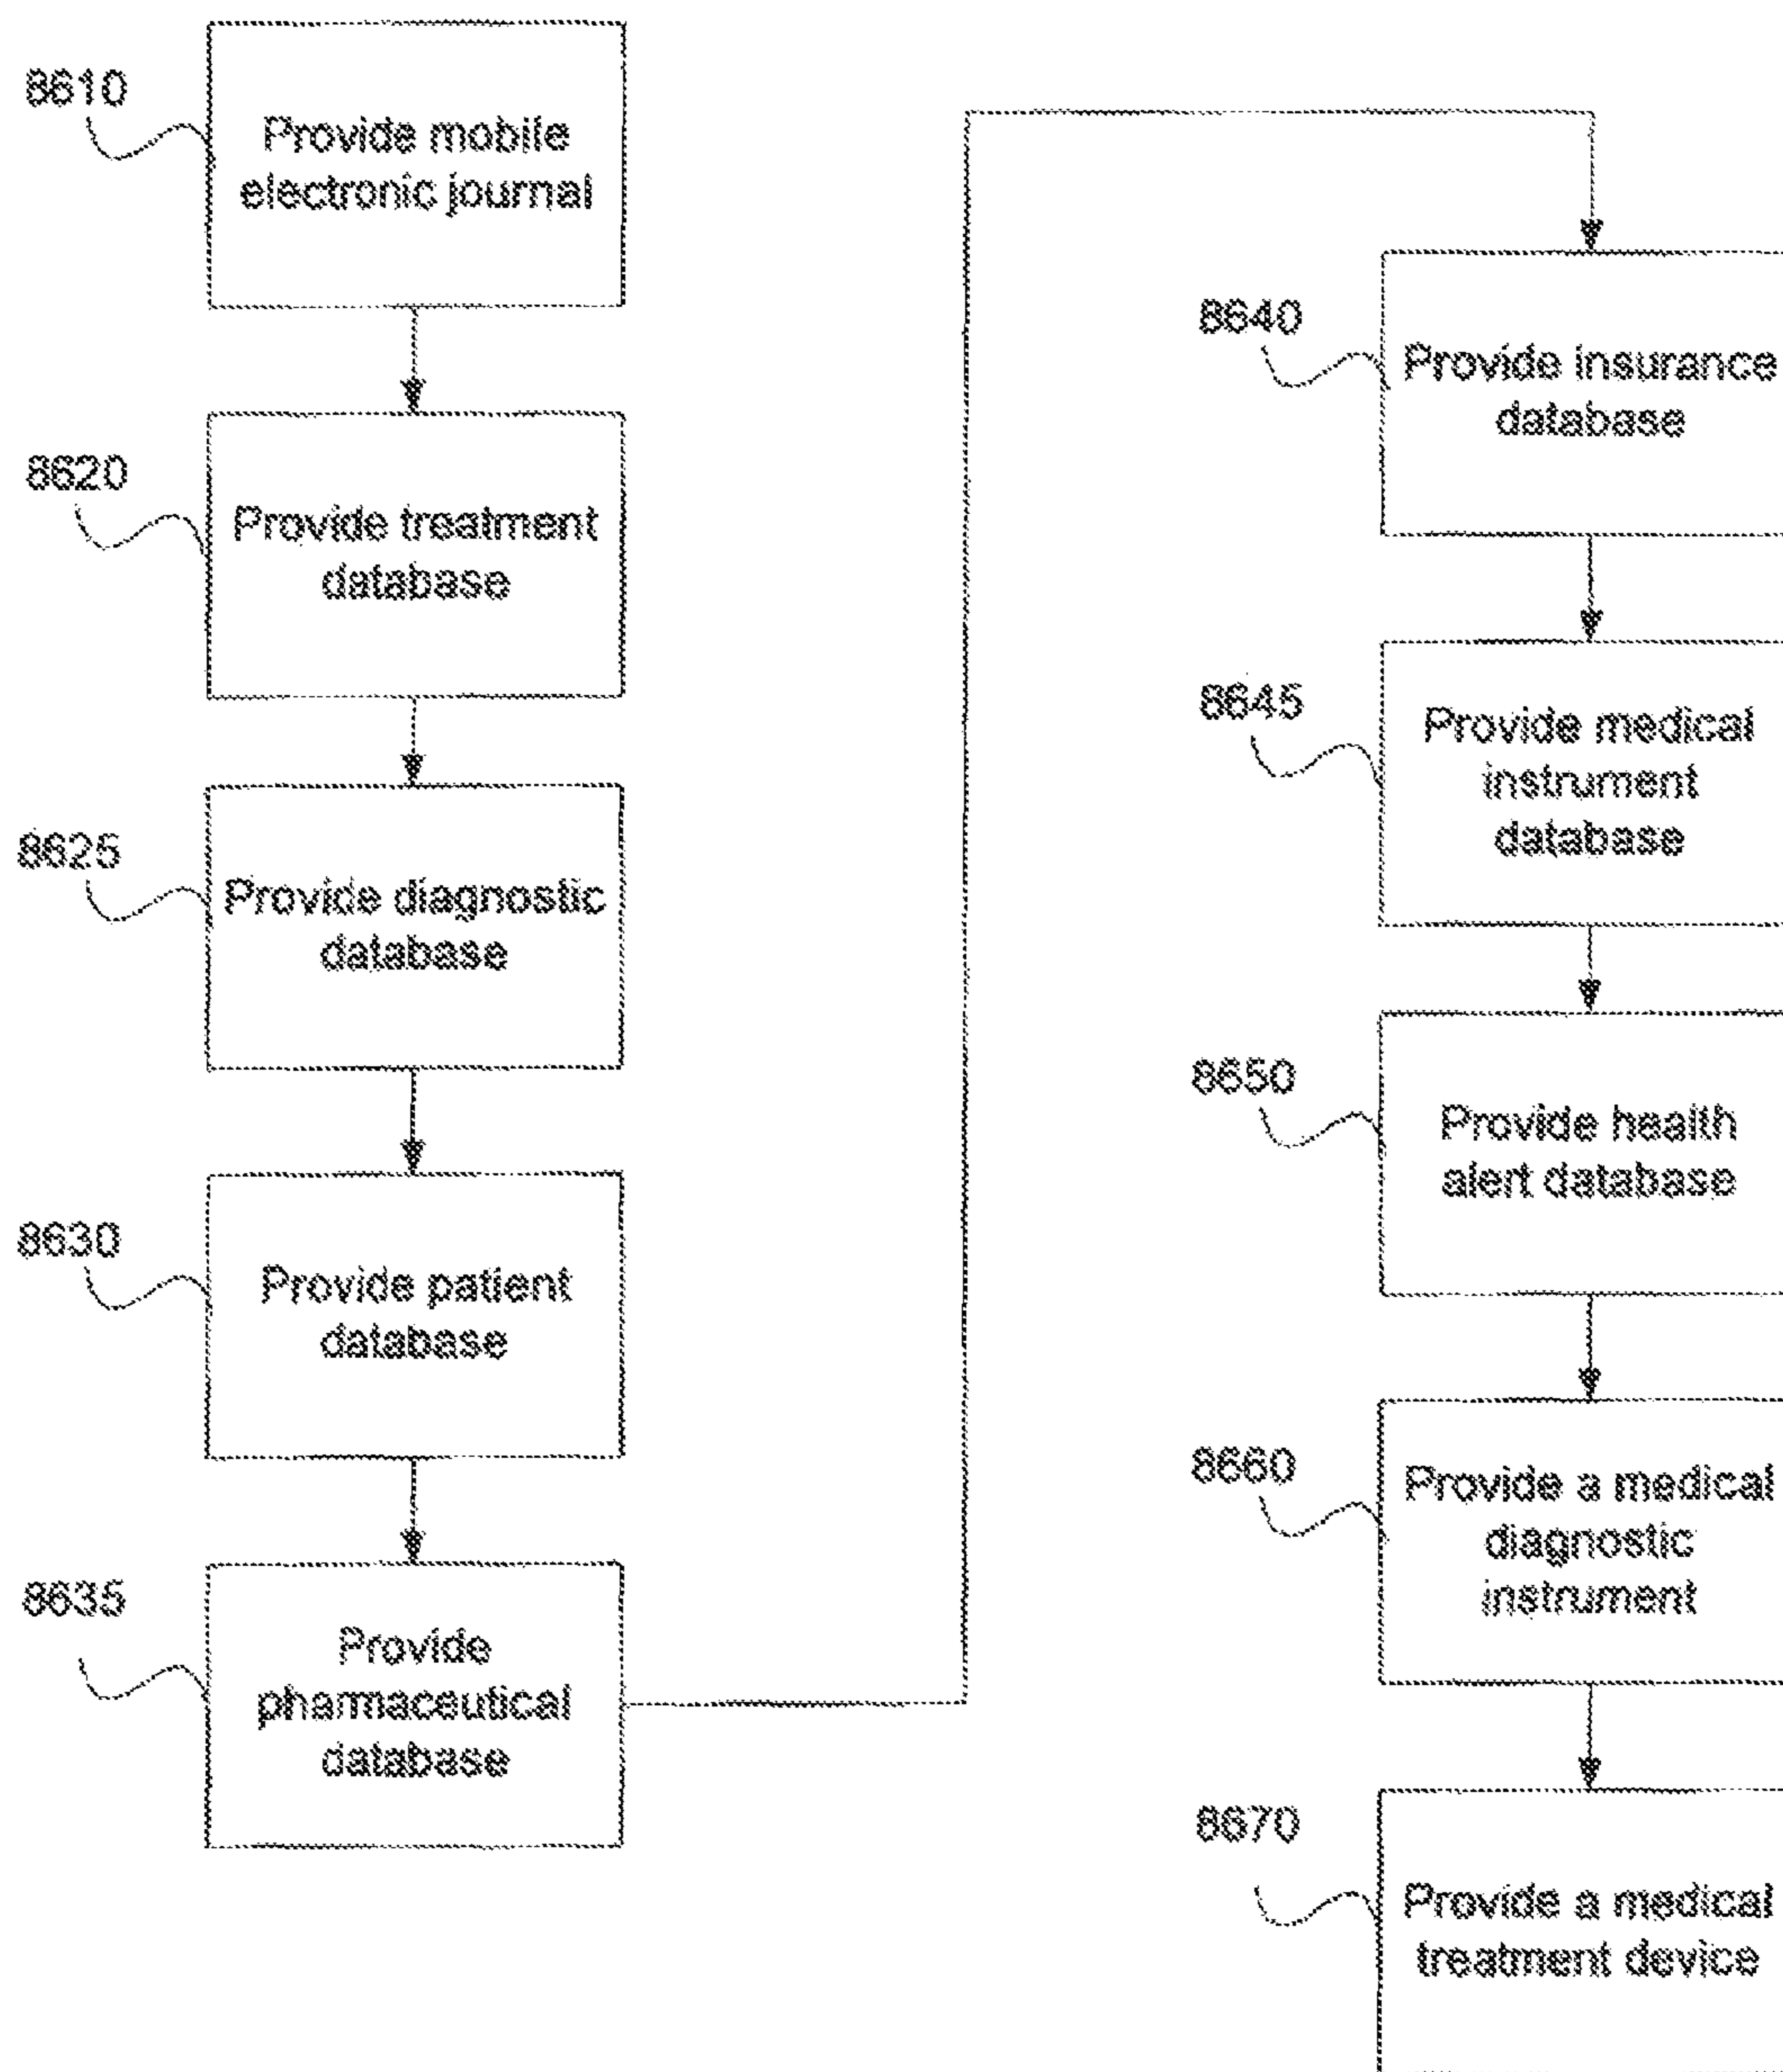 8610
Provide mobile
electronic journal
8620
Provide treatment
database
8625
Provide diagnostic
database
8630
Provide patient
database
8635
Provide
pharmaceutical
database
8640
Provide insurance
database
8645
Provide medical
instrument
database
8650
Provide health
alert database
8660
Provide a medical
diagnostic
instrument
8670
Provide a medical
treatment device